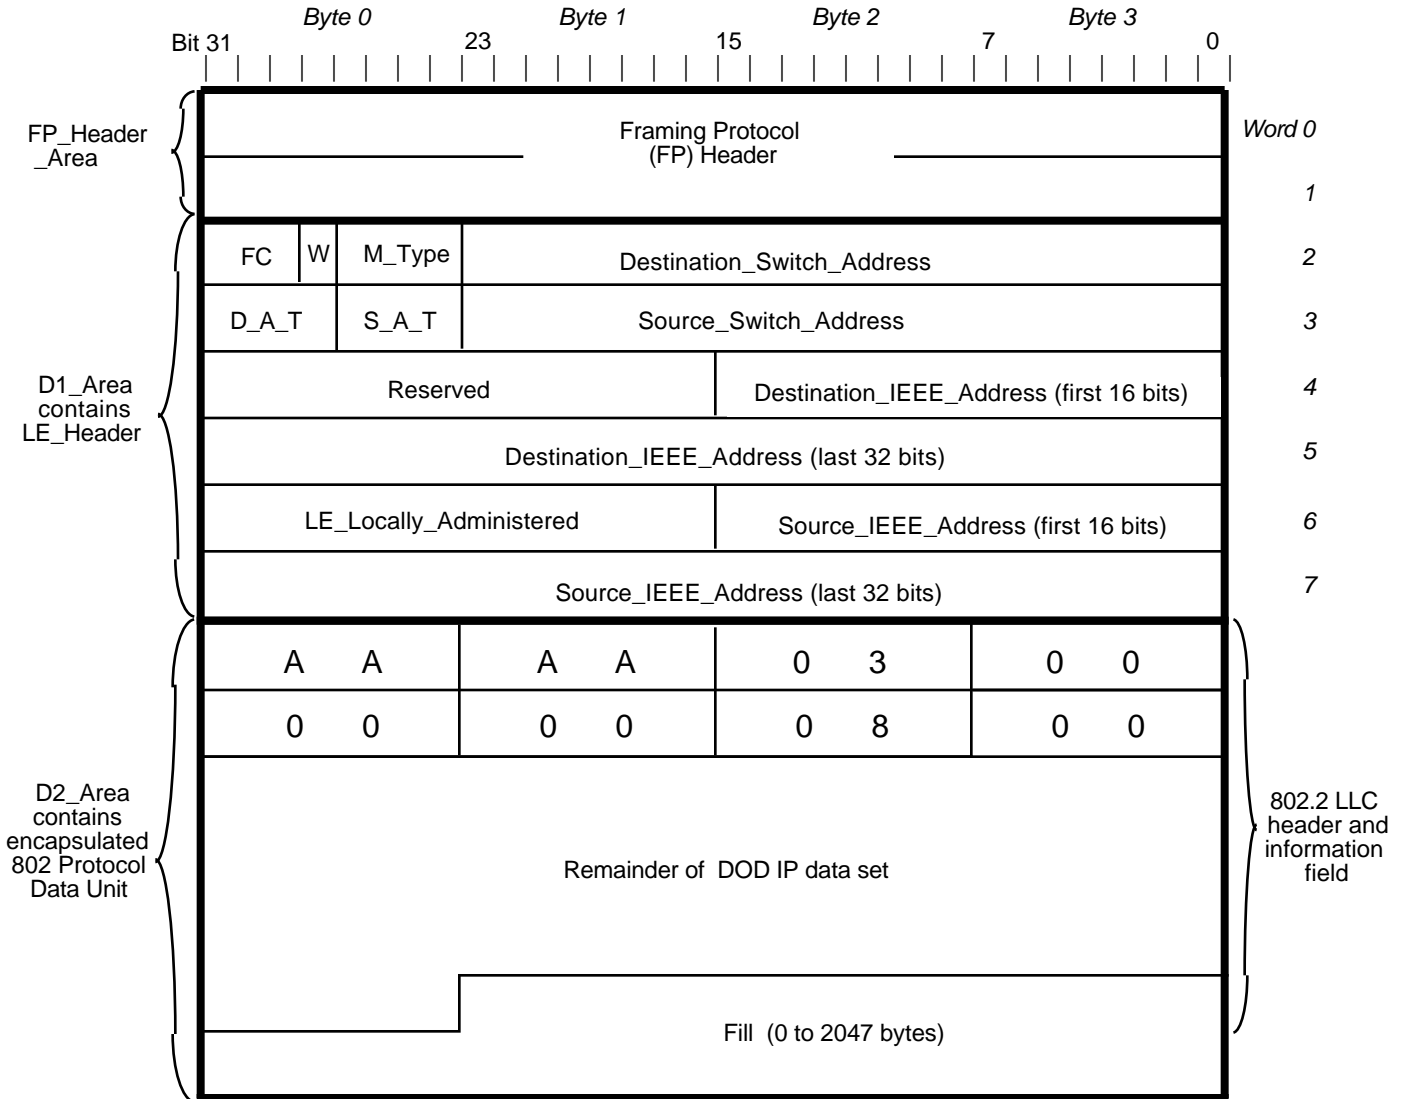 Byte 0 Byte 1 Byte 2 Byte 3
Bit 31 23 15 7 0
FP_Header
_Area
Framing Protocol
(FP) Header
Word 0
1
FC W M_Type Destination_Switch_Address 2
D_A_T S_A_T Source_Switch_Address 3
D1_Area
contains
LE_Header
Reserved Destination_IEEE_Address (first 16 bits) 4
Destination_IEEE_Address (last 32 bits) 5
LE_Locally_Administered Source_IEEE_Address (first 16 bits) 6
Source_IEEE_Address (last 32 bits) 7
A A A A 0 3 0 0
0 0 0 0 0 8 0 0
D2_Area
contains
encapsulated
802 Protocol
Data Unit
Remainder of DOD IP data set
802.2 LLC
header and
information
field
Fill (0 to 2047 bytes)